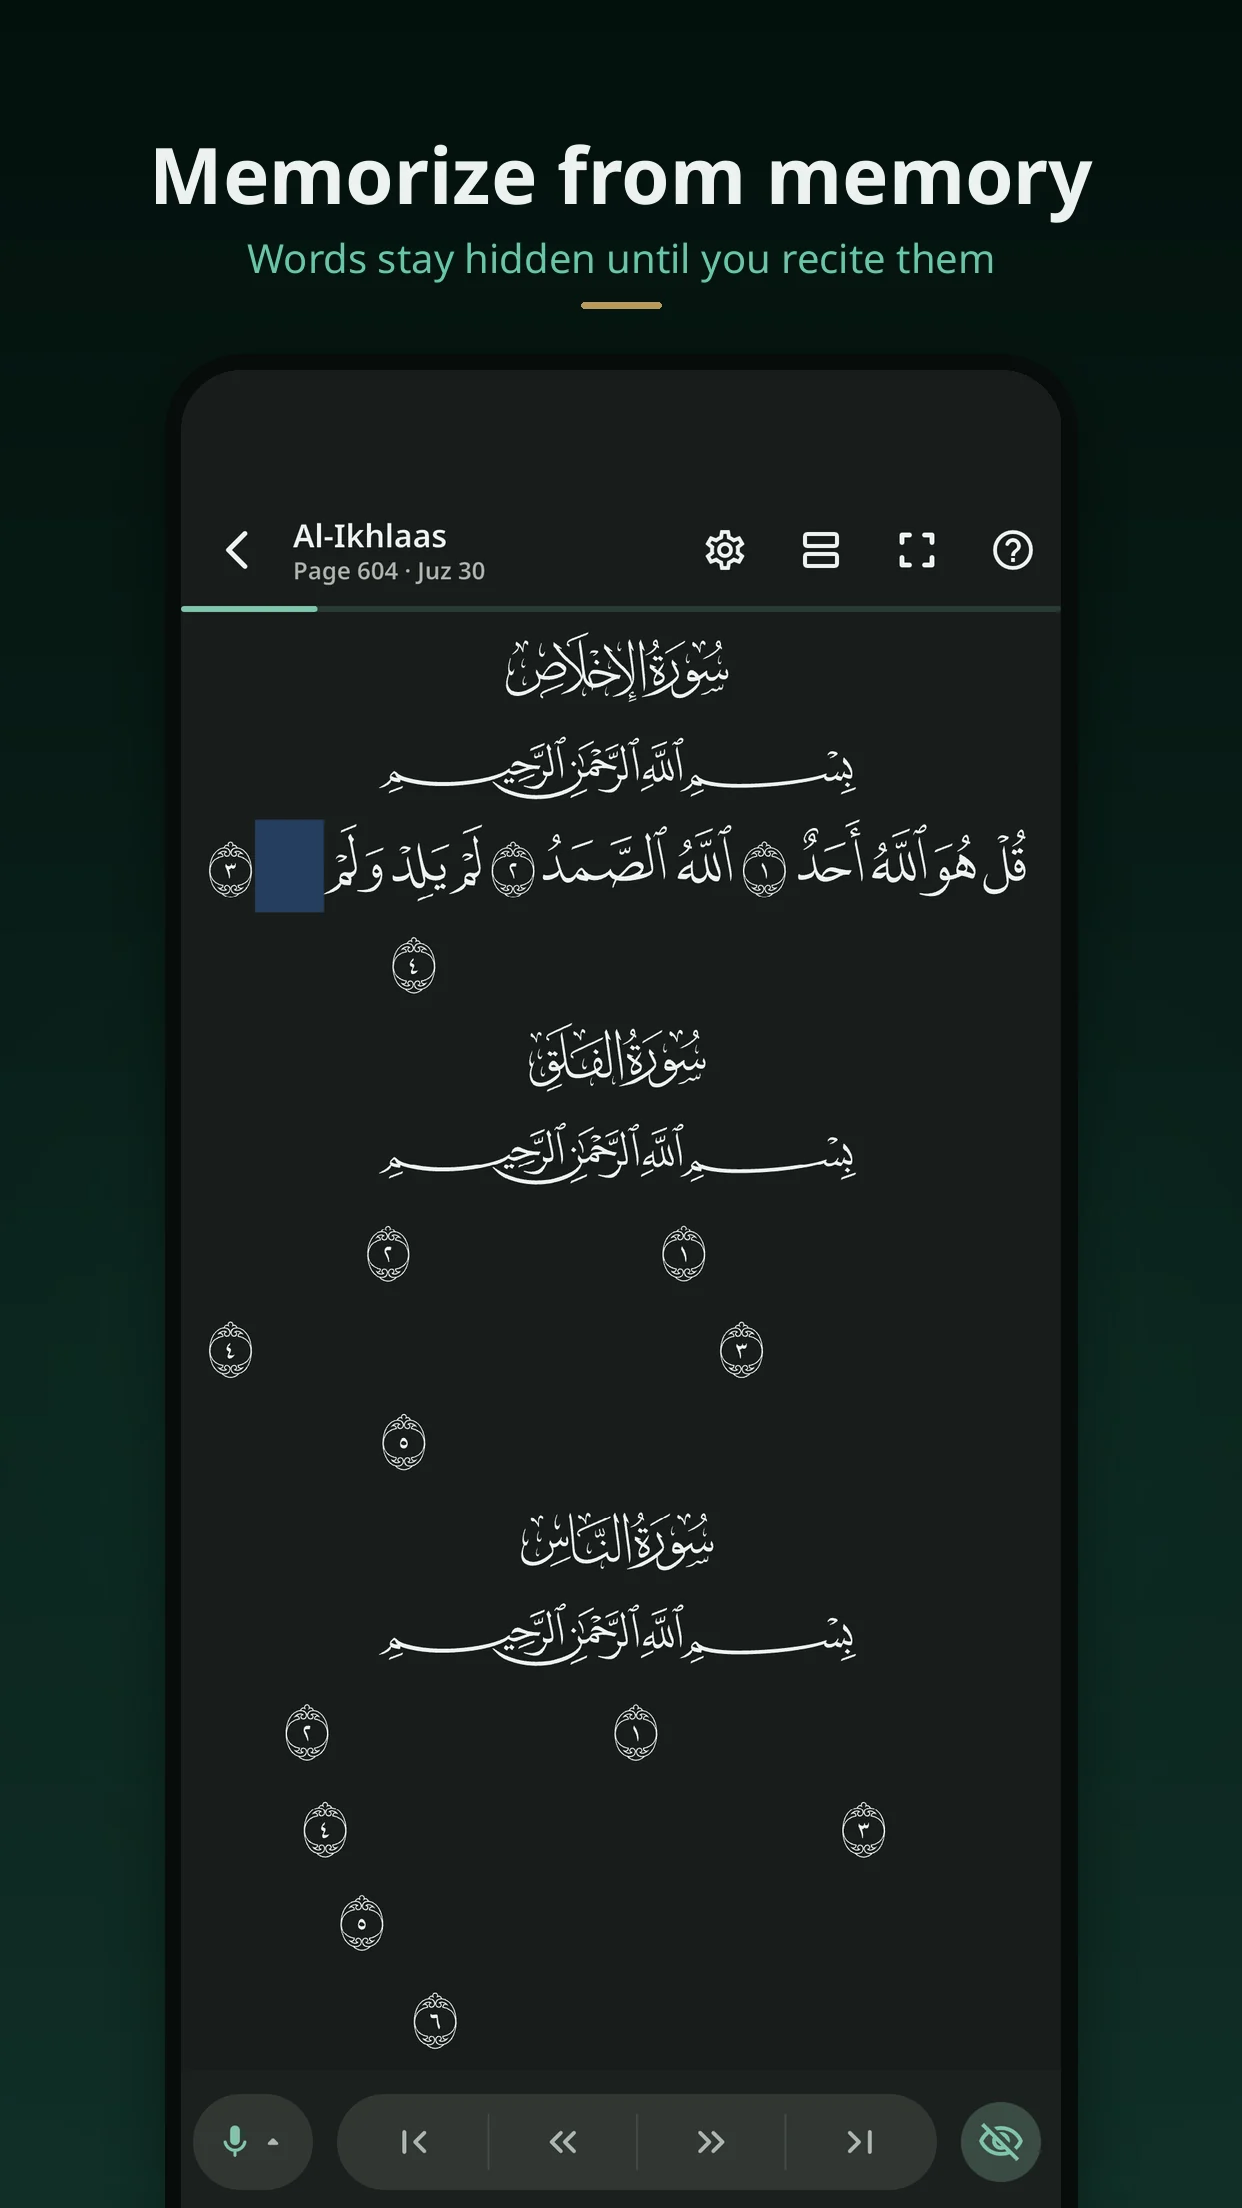 Memorize from memory
Words stay hidden until you recite them
Al-Ikhlaas
Page 604 · Juz 30
سُورَةُ الإِخْلَاصِ
بِسْمِ ٱللَّهِ ٱلرَّحْمَٰنِ ٱلرَّحِيمِ
قُلْ هُوَ ٱللَّهُ أَحَدٌ ١ ٱللَّهُ ٱلصَّمَدُ ٢ لَمْ يَلِدْ وَلَمْ ٣
٤
سُورَةُ الفَلَقِ
بِسْمِ ٱللَّهِ ٱلرَّحْمَٰنِ ٱلرَّحِيمِ
١ ٢
٣ ٤
٥
سُورَةُ النَّاسِ
بِسْمِ ٱللَّهِ ٱلرَّحْمَٰنِ ٱلرَّحِيمِ
١ ٢
٣ ٤
٥
٦